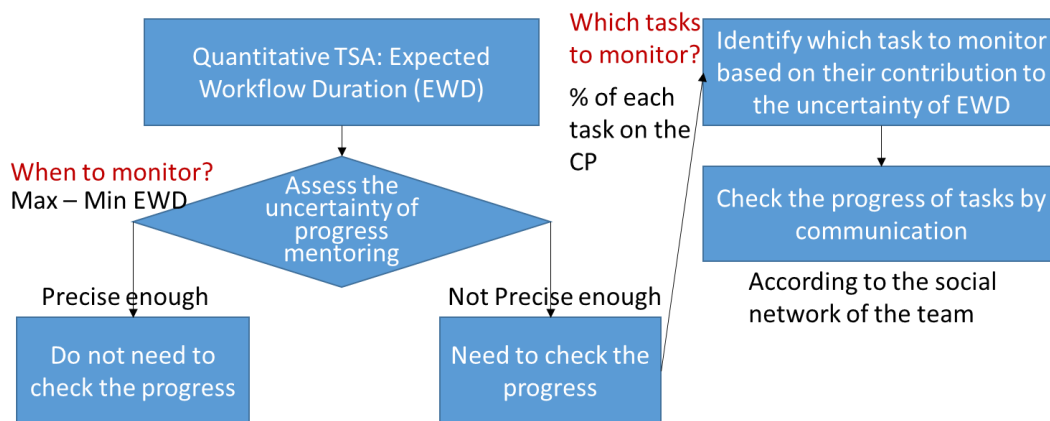 Quantitative TSA: Expected
Workflow Duration (EWD)
When to monitor?
Max – Min EWD
Assess the
uncertainty of
progress
mentoring
Precise enough
Not Precise enough
Do not need to
check the progress
Need to check the
progress
Which tasks
to monitor?
% of each
task on the
CP
Identify which task to monitor
based on their contribution to
the uncertainty of EWD
Check the progress of tasks by
communication
According to the social
network of the team